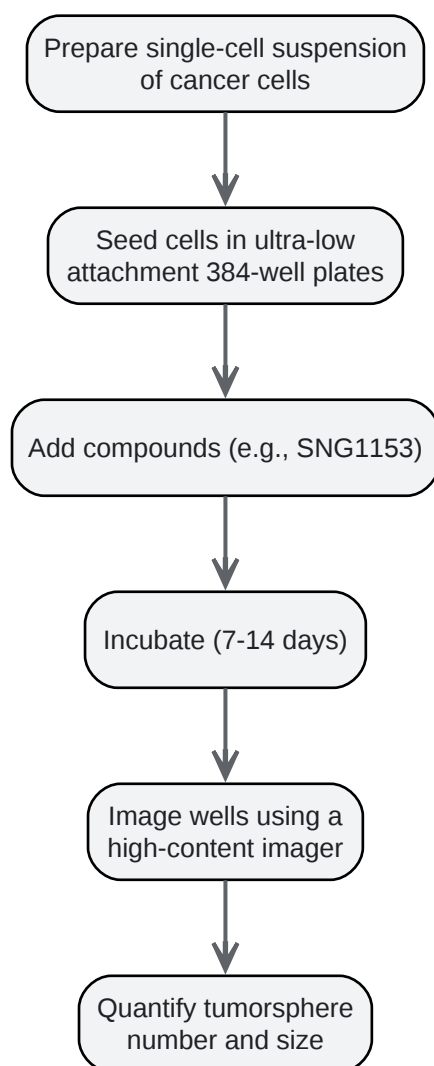 Prepare single-cell suspension
of cancer cells
Seed cells in ultra-low
attachment 384-well plates
Add compounds (e.g., SNG1153)
Incubate (7-14 days)
Image wells using a
high-content imager
Quantify tumorsphere
number and size